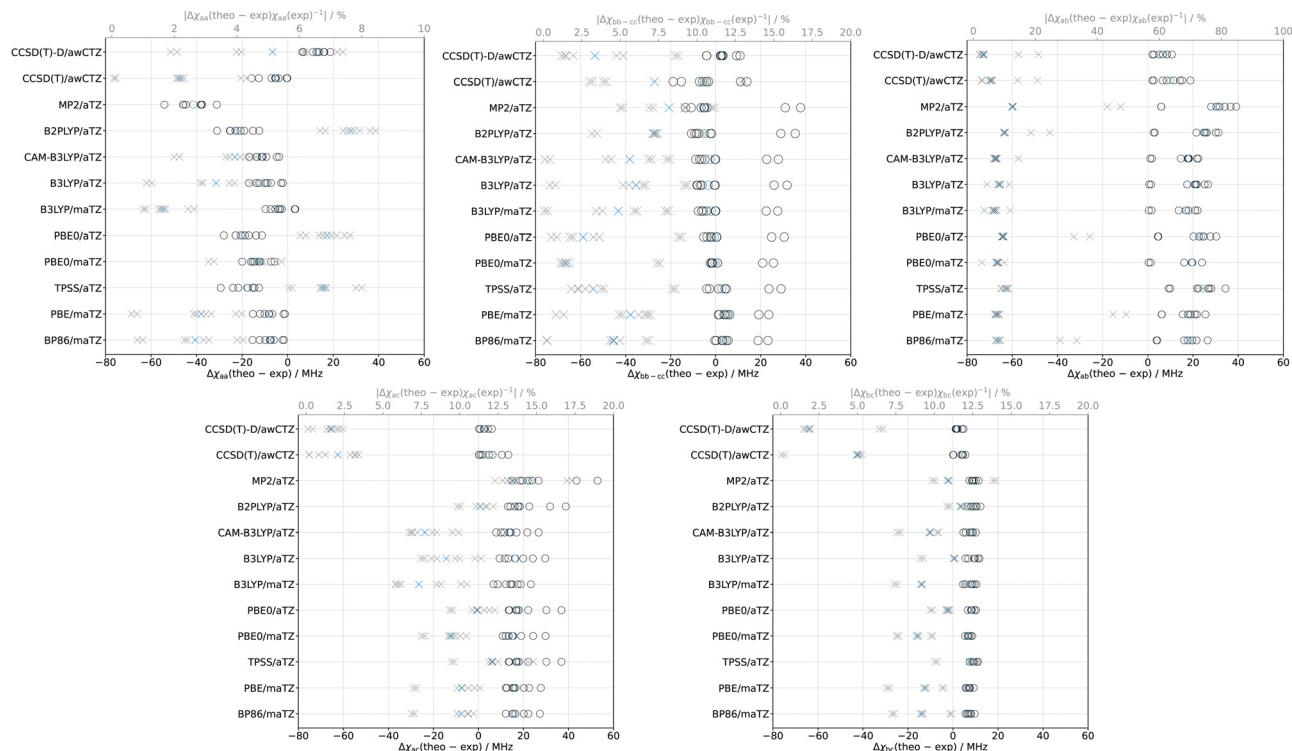 |Δχaa(theo − exp)χaa(exp)⁻¹| / %
0 2 4 6 8 10
CCSD(T)-D/awCTZ
CCSD(T)/awCTZ
MP2/aTZ
B2PLYP/aTZ
CAM-B3LYP/aTZ
B3LYP/aTZ
B3LYP/maTZ
PBE0/aTZ
PBE0/maTZ
TPSS/aTZ
PBE/maTZ
BP86/maTZ
−80 −60 −40 −20 0 20 40 60
Δχaa(theo − exp) / MHz
|Δχbb−cc(theo − exp)χbb−cc(exp)⁻¹| / %
0.0 2.5 5.0 7.5 10.0 12.5 15.0 17.5 20.0
CCSD(T)-D/awCTZ
CCSD(T)/awCTZ
MP2/aTZ
B2PLYP/aTZ
CAM-B3LYP/aTZ
B3LYP/aTZ
B3LYP/maTZ
PBE0/aTZ
PBE0/maTZ
TPSS/aTZ
PBE/maTZ
BP86/maTZ
−80 −60 −40 −20 0 20 40 60
Δχbb−cc(theo − exp) / MHz
|Δχab(theo − exp)χab(exp)⁻¹| / %
0 20 40 60 80 100
CCSD(T)-D/awCTZ
CCSD(T)/awCTZ
MP2/aTZ
B2PLYP/aTZ
CAM-B3LYP/aTZ
B3LYP/aTZ
B3LYP/maTZ
PBE0/aTZ
PBE0/maTZ
TPSS/aTZ
PBE/maTZ
BP86/maTZ
−80 −60 −40 −20 0 20 40 60
Δχab(theo − exp) / MHz
|Δχac(theo − exp)χac(exp)⁻¹| / %
0.0 2.5 5.0 7.5 10.0 12.5 15.0 17.5 20.0
CCSD(T)-D/awCTZ
CCSD(T)/awCTZ
MP2/aTZ
B2PLYP/aTZ
CAM-B3LYP/aTZ
B3LYP/aTZ
B3LYP/maTZ
PBE0/aTZ
PBE0/maTZ
TPSS/aTZ
PBE/maTZ
BP86/maTZ
−80 −60 −40 −20 0 20 40 60
Δχac(theo − exp) / MHz
|Δχbc(theo − exp)χbc(exp)⁻¹| / %
0.0 2.5 5.0 7.5 10.0 12.5 15.0 17.5 20.0
CCSD(T)-D/awCTZ
CCSD(T)/awCTZ
MP2/aTZ
B2PLYP/aTZ
CAM-B3LYP/aTZ
B3LYP/aTZ
B3LYP/maTZ
PBE0/aTZ
PBE0/maTZ
TPSS/aTZ
PBE/maTZ
BP86/maTZ
−80 −60 −40 −20 0 20 40 60
Δχbc(theo − exp) / MHz